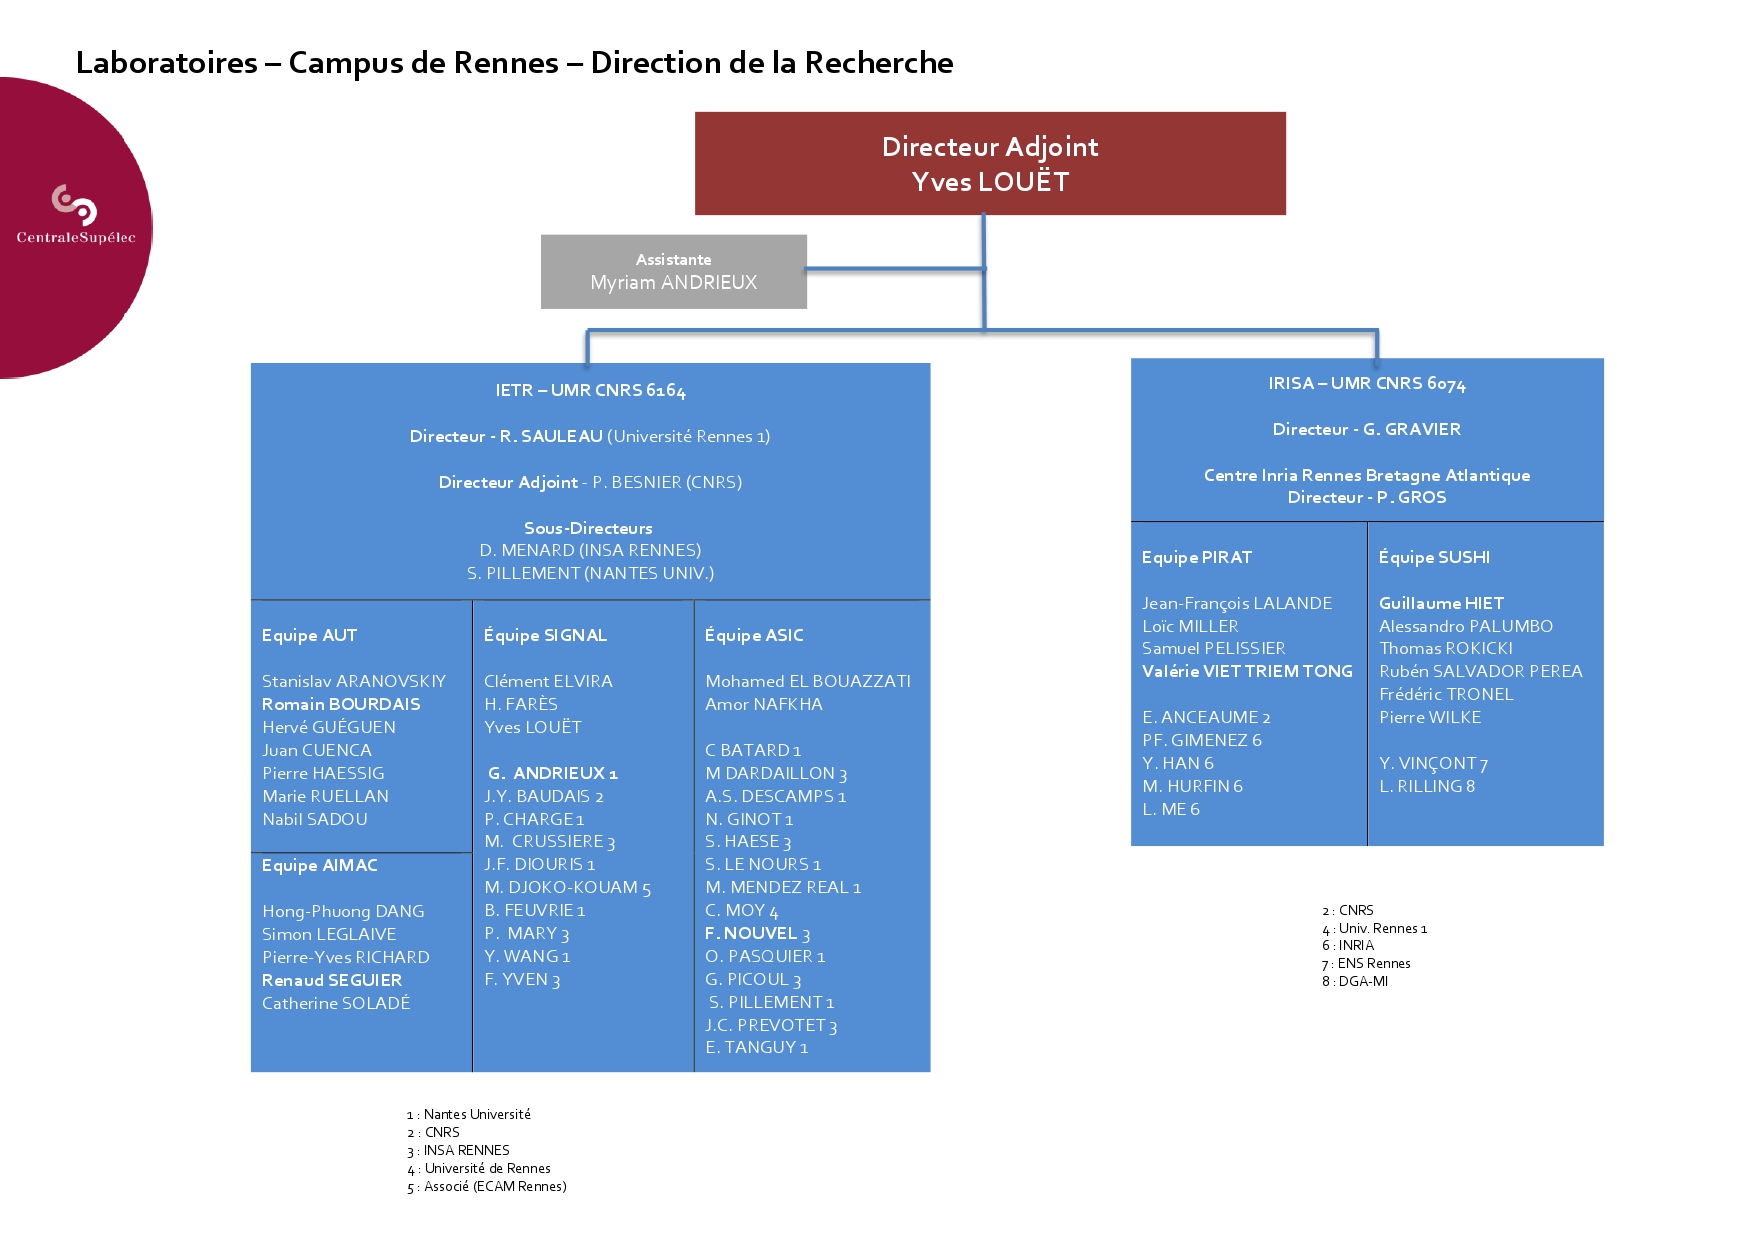 Laboratoires – Campus de Rennes – Direction de la Recherche
CentraleSupélec
Directeur Adjoint
Yves LOUËT
Assistante
Myriam ANDRIEUX
IETR – UMR CNRS 6164
Directeur - R. SAULEAU (Université Rennes 1)
Directeur Adjoint - P. BESNIER (CNRS)
Sous-Directeurs
D. MENARD (INSA RENNES)
S. PILLEMENT (NANTES UNIV.)
Equipe AUT
Stanislav ARANOVSKIY
Romain BOURDAIS
Hervé GUÉGUEN
Juan CUENCA
Pierre HAESSIG
Marie RUELLAN
Nabil SADOU
Equipe AIMAC
Hong-Phuong DANG
Simon LEGLAIVE
Pierre-Yves RICHARD
Renaud SEGUIER
Catherine SOLADÉ
Équipe SIGNAL
Clément ELVIRA
H. FARÈS
Yves LOUËT
G. ANDRIEUX 1
J.Y. BAUDAIS 2
P. CHARGE 1
M. CRUSSIERE 3
J.F. DIOURIS 1
M. DJOKO-KOUAM 5
B. FEUVRIE 1
P. MARY 3
Y. WANG 1
F. YVEN 3
Équipe ASIC
Mohamed EL BOUAZZATI
Amor NAFKHA
C BATARD 1
M DARDAILLON 3
A.S. DESCAMPS 1
N. GINOT 1
S. HAESE 3
S. LE NOURS 1
M. MENDEZ REAL 1
C. MOY 4
F. NOUVEL 3
O. PASQUIER 1
G. PICOUL 3
S. PILLEMENT 1
J.C. PREVOTET 3
E. TANGUY 1
1 : Nantes Université
2 : CNRS
3 : INSA RENNES
4 : Université de Rennes
5 : Associé (ECAM Rennes)
IRISA – UMR CNRS 6074
Directeur - G. GRAVIER
Centre Inria Rennes Bretagne Atlantique
Directeur - P. GROS
Equipe PIRAT
Jean-François LALANDE
Loïc MILLER
Samuel PELISSIER
Valérie VIET TRIEM TONG
E. ANCEAUME 2
PF. GIMENEZ 6
Y. HAN 6
M. HURFIN 6
L. ME 6
Équipe SUSHI
Guillaume HIET
Alessandro PALUMBO
Thomas ROKICKI
Rubén SALVADOR PEREA
Frédéric TRONEL
Pierre WILKE
Y. VINÇONT 7
L. RILLING 8
2 : CNRS
4 : Univ. Rennes 1
6 : INRIA
7 : ENS Rennes
8 : DGA-MI